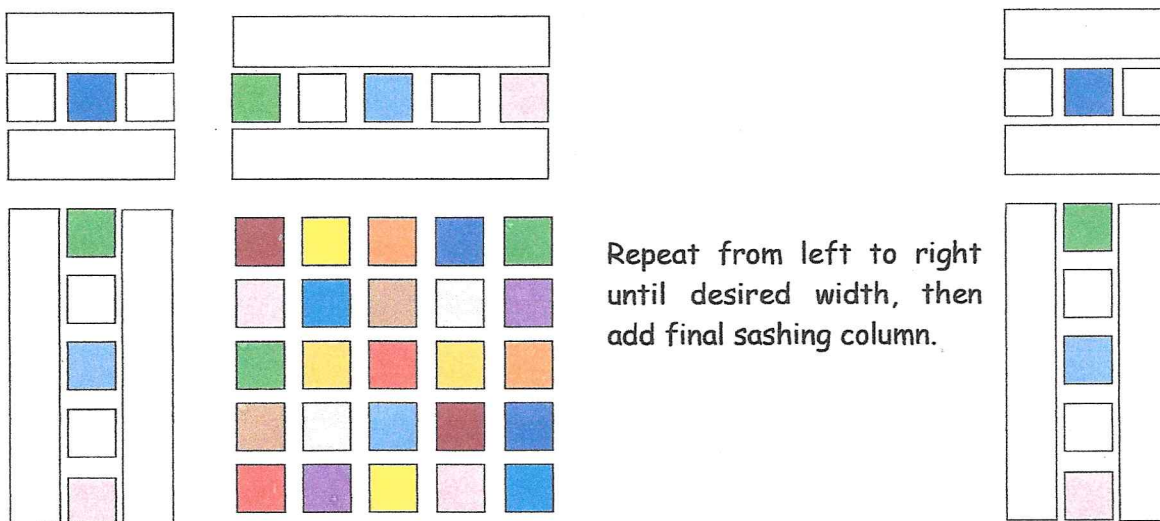 Repeat from left to right
until desired width, then
add final sashing column.